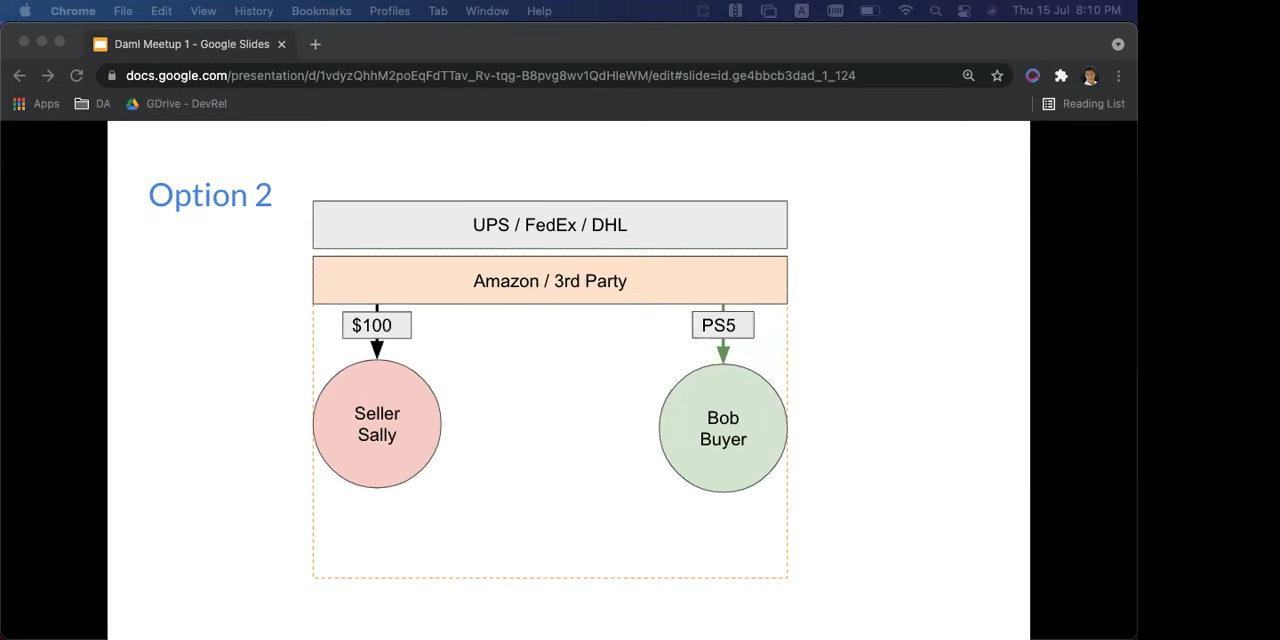 Chrome File Edit View History Bookmarks Profiles Tab Window Help A Thu 15 Jul 8:10 PM
Daml Meetup 1 - Google Slides
docs.google.com/presentation/d/1vdyzQhhM2poEqFdTTav_Rv-tqg-B8pvg8wv1QdHIeWM/edit#slide=id.ge4bbcb3dad_1_124
Apps DA GDrive - DevRel Reading List
Option 2
UPS / FedEx / DHL
Amazon / 3rd Party
$100 PS5
Seller
Sally
Bob
Buyer